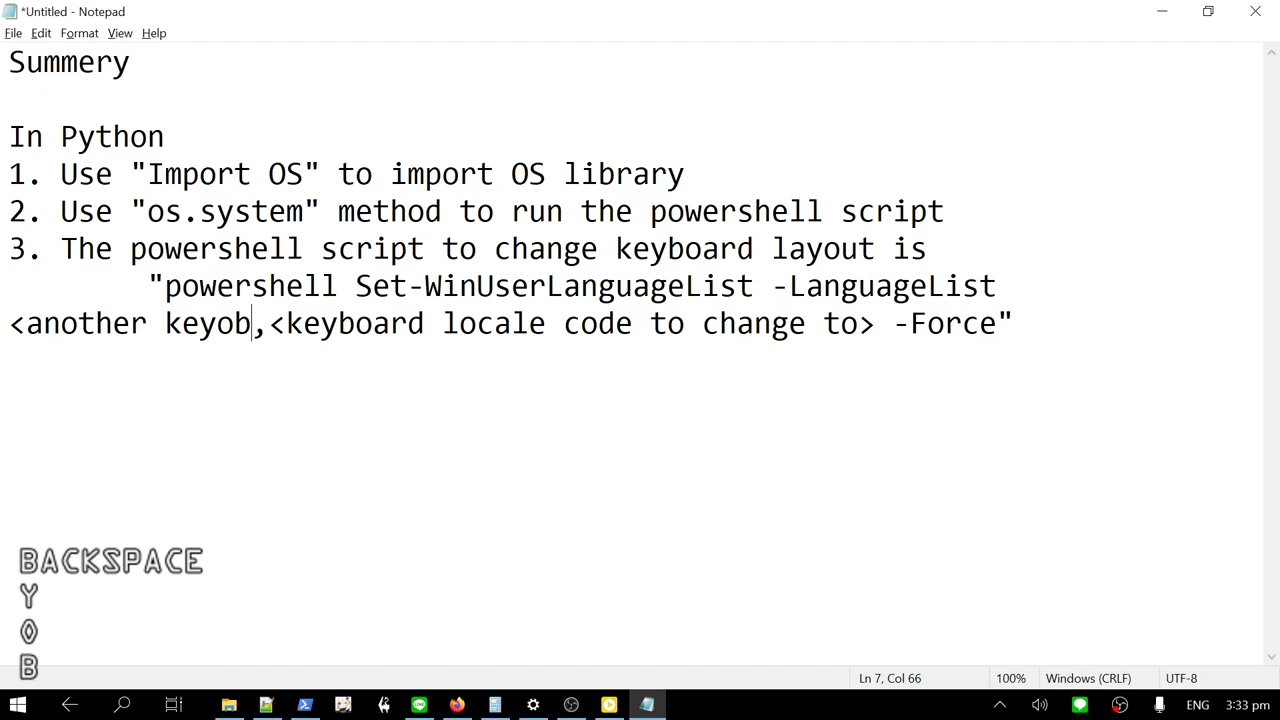 *Untitled - Notepad
File Edit Format View Help
Summery
In Python
1. Use "Import OS" to import OS library
2. Use "os.system" method to run the powershell script
3. The powershell script to change keyboard layout is
"powershell Set-WinUserLanguageList -LanguageList
<another keyob,<keyboard locale code to change to> -Force"
BACKSPACE
Y
O
B
Ln 7, Col 66 100% Windows (CRLF) UTF-8
ENG 3:33 pm